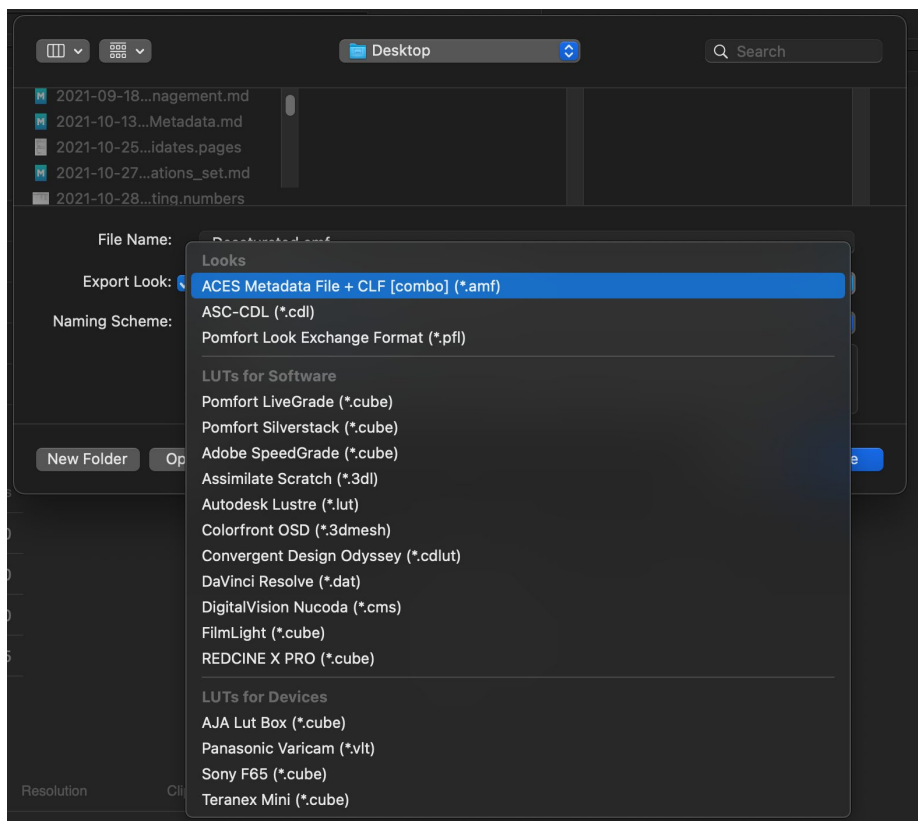 Desktop
Search
2021-09-18...nagement.md
2021-10-13...Metadata.md
2021-10-25...idates.pages
2021-10-27...ations_set.md
2021-10-28...ting.numbers
File Name:
Export Look:
Naming Scheme:
Looks
ACES Metadata File + CLF [combo] (*.amf)
ASC-CDL (*.cdl)
Pomfort Look Exchange Format (*.pfl)
LUTs for Software
Pomfort LiveGrade (*.cube)
Pomfort Silverstack (*.cube)
Adobe SpeedGrade (*.cube)
Assimilate Scratch (*.3dl)
Autodesk Lustre (*.lut)
Colorfront OSD (*.3dmesh)
Convergent Design Odyssey (*.cdlut)
DaVinci Resolve (*.dat)
DigitalVision Nucoda (*.cms)
FilmLight (*.cube)
REDCINE X PRO (*.cube)
LUTs for Devices
AJA Lut Box (*.cube)
Panasonic Varicam (*.vlt)
Sony F65 (*.cube)
Teranex Mini (*.cube)
New Folder Op
Resolution Cli